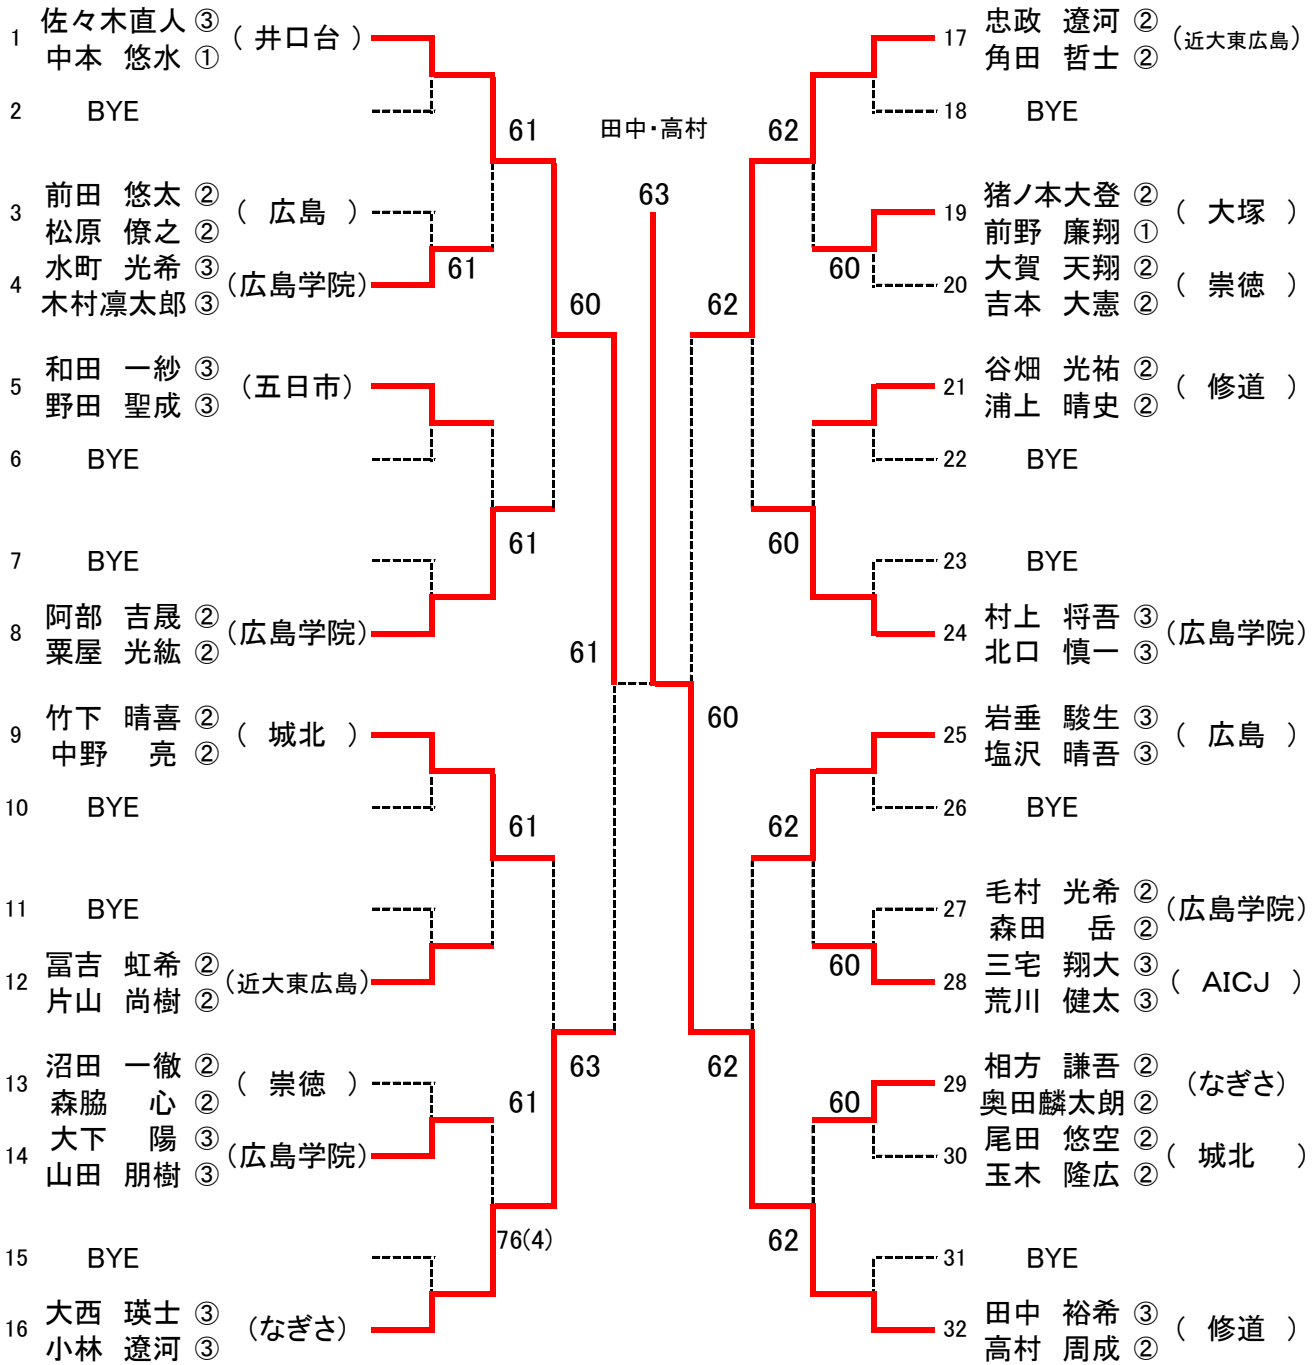 1 佐々木直人 ③ ( 井口台 )
中本 悠水 ①
2 BYE
61
3 前田 悠太 ② ( 広島 )
松原 僚之 ②
61
4 水町 光希 ③ (広島学院)
木村凛太郎 ③
60
5 和田 一紗 ③ (五日市)
野田 聖成 ③
6 BYE
61
7 BYE
8 阿部 吉晟 ② (広島学院)
粟屋 光紘 ②
61
9 竹下 晴喜 ② ( 城北 )
中野 亮 ②
10 BYE
61
11 BYE
12 冨吉 虹希 ② (近大東広島)
片山 尚樹 ②
63
13 沼田 一徹 ② ( 崇徳 )
森脇 心 ②
61
14 大下 陽 ③ (広島学院)
山田 朋樹 ③
76(4)
15 BYE
16 大西 瑛士 ③ (なぎさ)
小林 遼河 ③
田中・高村
63
17 忠政 遼河 ② (近大東広島)
角田 哲士 ②
18 BYE
62
19 猪ノ本大登 ② ( 大塚 )
前野 廉翔 ①
60
20 大賀 天翔 ② ( 崇徳 )
吉本 大憲 ②
62
21 谷畑 光祐 ② ( 修道 )
浦上 晴史 ②
22 BYE
60
23 BYE
24 村上 将吾 ③ (広島学院)
北口 慎一 ③
60
25 岩垂 駿生 ③ ( 広島 )
塩沢 晴吾 ③
26 BYE
62
27 毛村 光希 ② (広島学院)
森田 岳 ②
60
28 三宅 翔大 ③ ( AICJ )
荒川 健太 ③
62
29 相方 謙吾 ② (なぎさ)
奥田麟太朗 ②
60
30 尾田 悠空 ② ( 城北 )
玉木 隆広 ②
62
31 BYE
32 田中 裕希 ③ ( 修道 )
高村 周成 ②